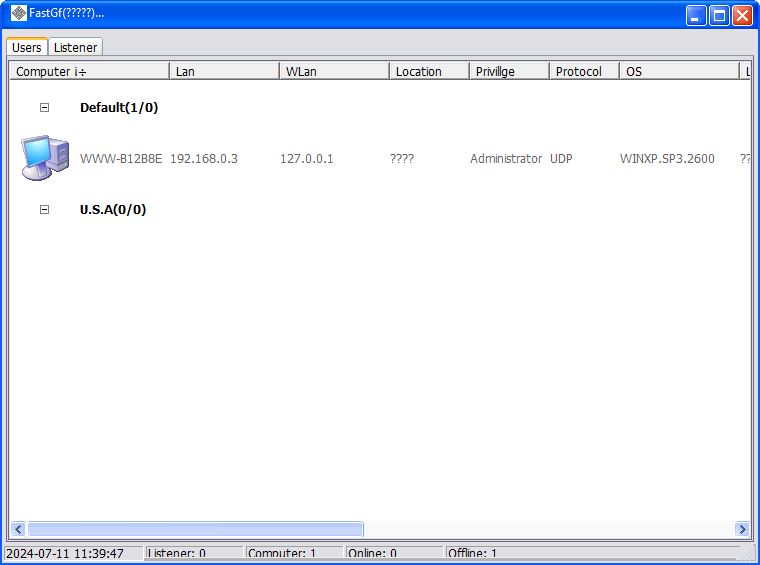 FastGf(?????)...
Users Listener
Computer i÷ Lan WLan Location Privillge Protocol OS L
Default(1/0)
WWW-B12B8E 192.168.0.3 127.0.0.1 ???? Administrator UDP WINXP.SP3.2600 ??
U.S.A(0/0)
2024-07-11 11:39:47 Listener: 0 Computer: 1 Online: 0 Offline: 1